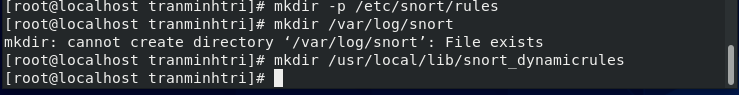 [root@localhost tranminhtri]# mkdir -p /etc/snort/rules
[root@localhost tranminhtri]# mkdir /var/log/snort
mkdir: cannot create directory ‘/var/log/snort’: File exists
[root@localhost tranminhtri]# mkdir /usr/local/lib/snort_dynamicrules
[root@localhost tranminhtri]#